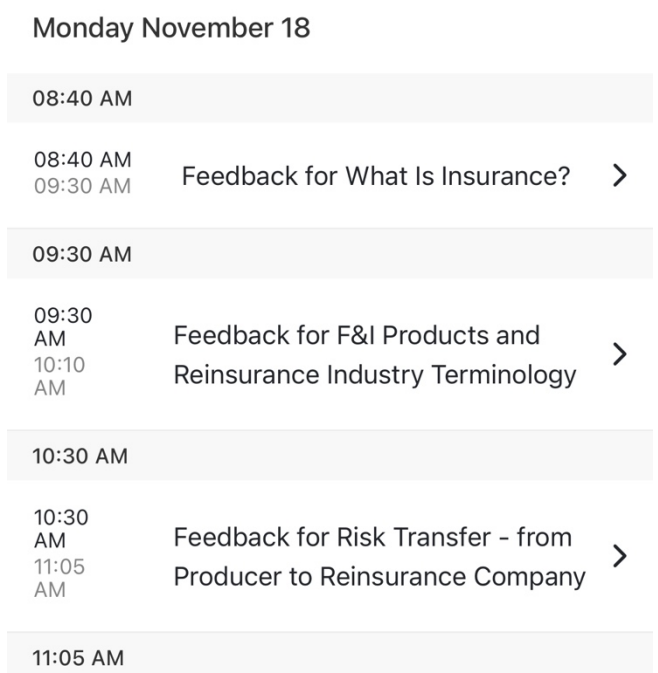 Monday November 18
08:40 AM
08:40 AM
09:30 AM
Feedback for What Is Insurance?
09:30 AM
09:30
AM
10:10
AM
Feedback for F&I Products and
Reinsurance Industry Terminology
10:30 AM
10:30
AM
11:05
AM
Feedback for Risk Transfer - from
Producer to Reinsurance Company
11:05 AM